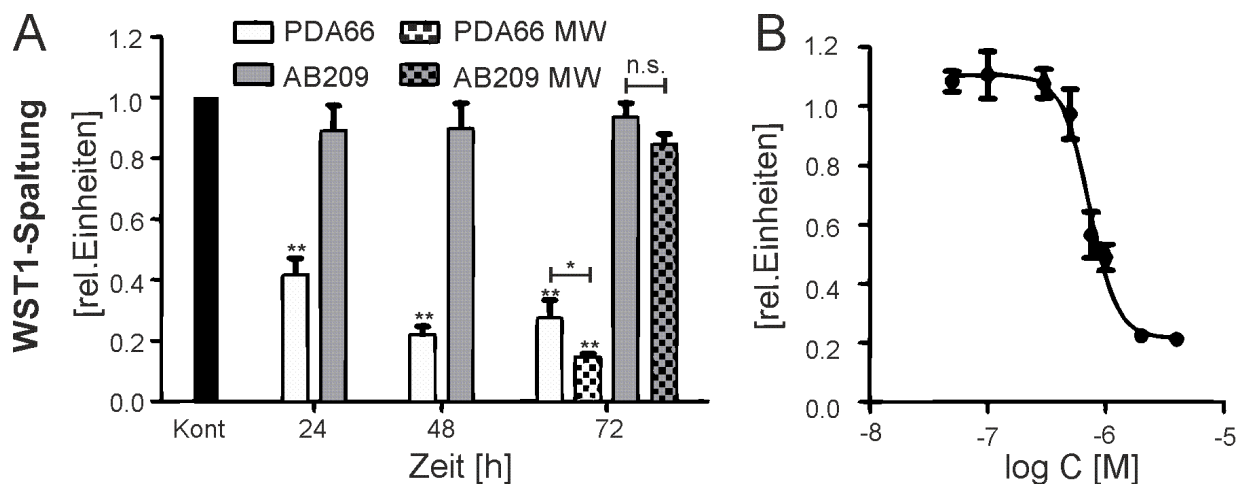 A
PDA66
PDA66 MW
AB209
AB209 MW
WST1-Spaltung
[rel.Einheiten]
1.2
1.0
0.8
0.6
0.4
0.2
0.0
**
**
**
*
**
n.s.
Kont
24
48
72
Zeit [h]
B
[rel.Einheiten]
1.2
1.0
0.8
0.6
0.4
0.2
0.0
-8
-7
-6
-5
log C [M]